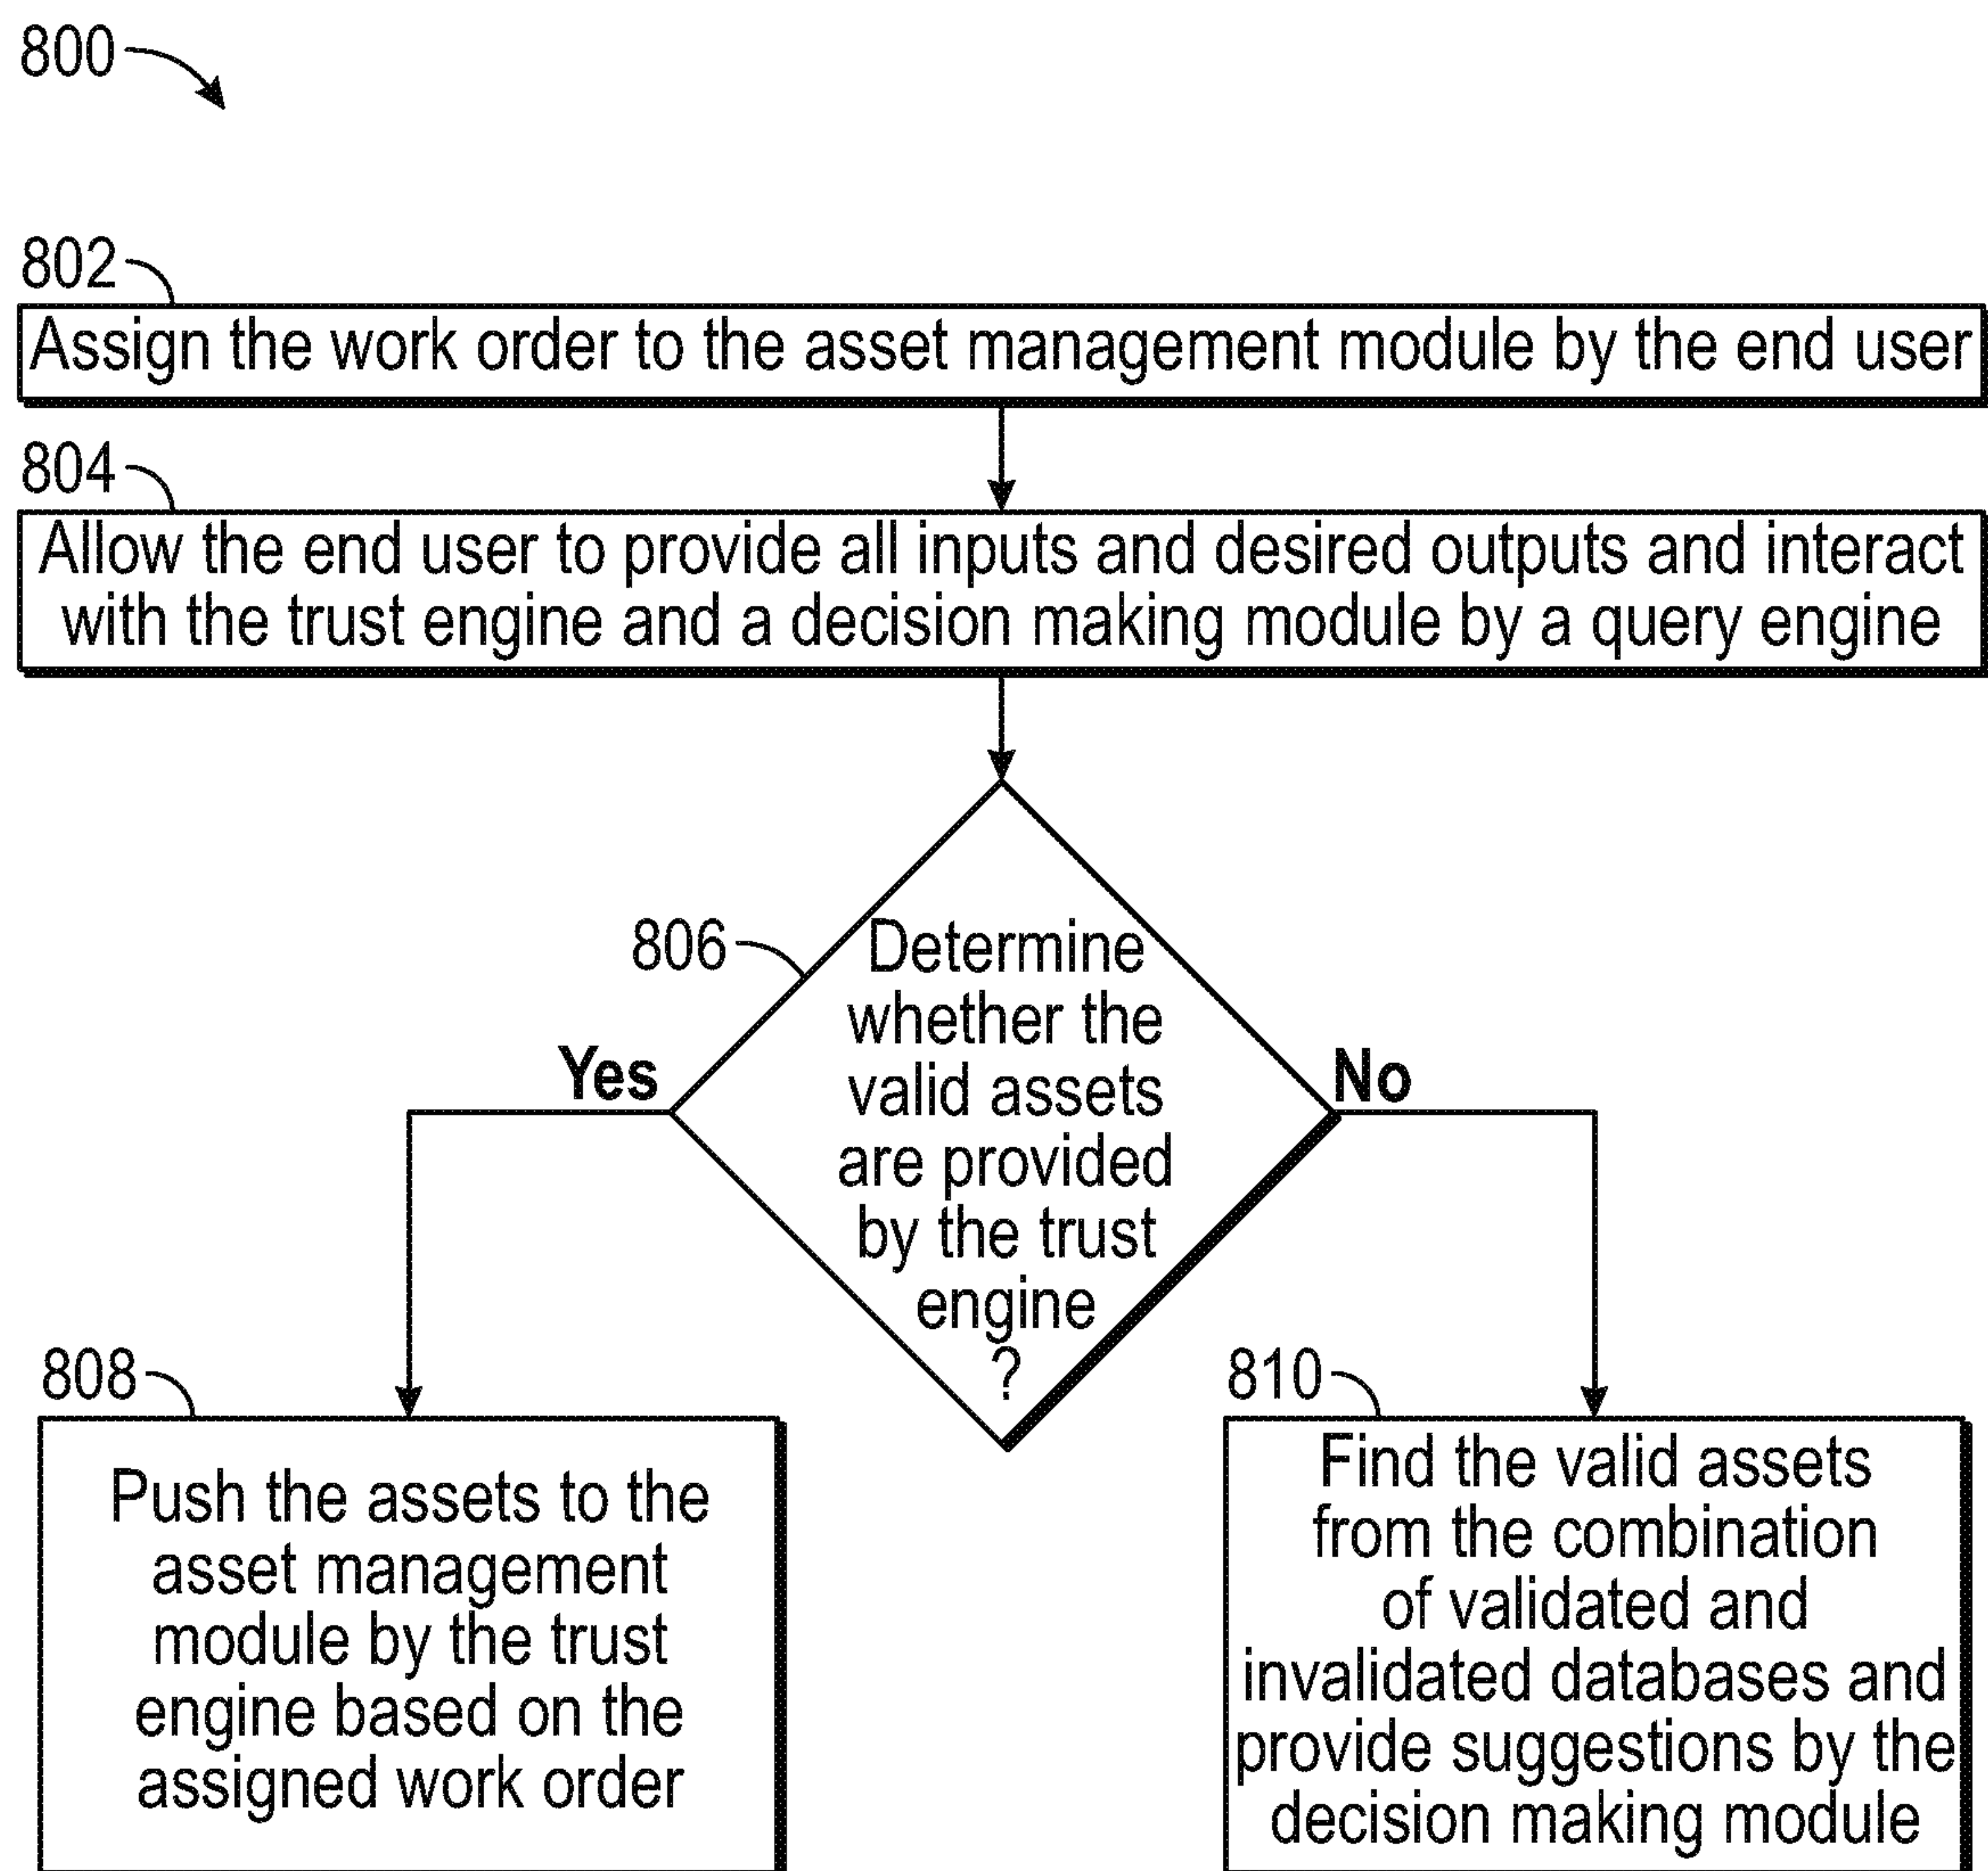 800
802
Assign the work order to the asset management module by the end user
804
Allow the end user to provide all inputs and desired outputs and interact
with the trust engine and a decision making module by a query engine
806
Determine
whether the
valid assets
are provided
by the trust
engine
?
Yes
No
808
Push the assets to the
asset management
module by the trust
engine based on the
assigned work order
810
Find the valid assets
from the combination
of validated and
invalidated databases and
provide suggestions by the
decision making module